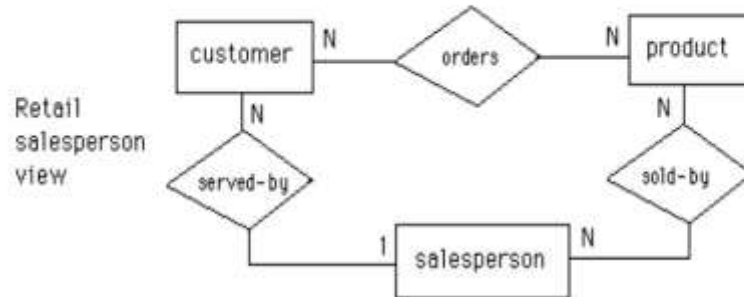 N
N
customer
orders
product
Retail
salesperson
view
N
N
served-by
sold-by
1
salesperson
N